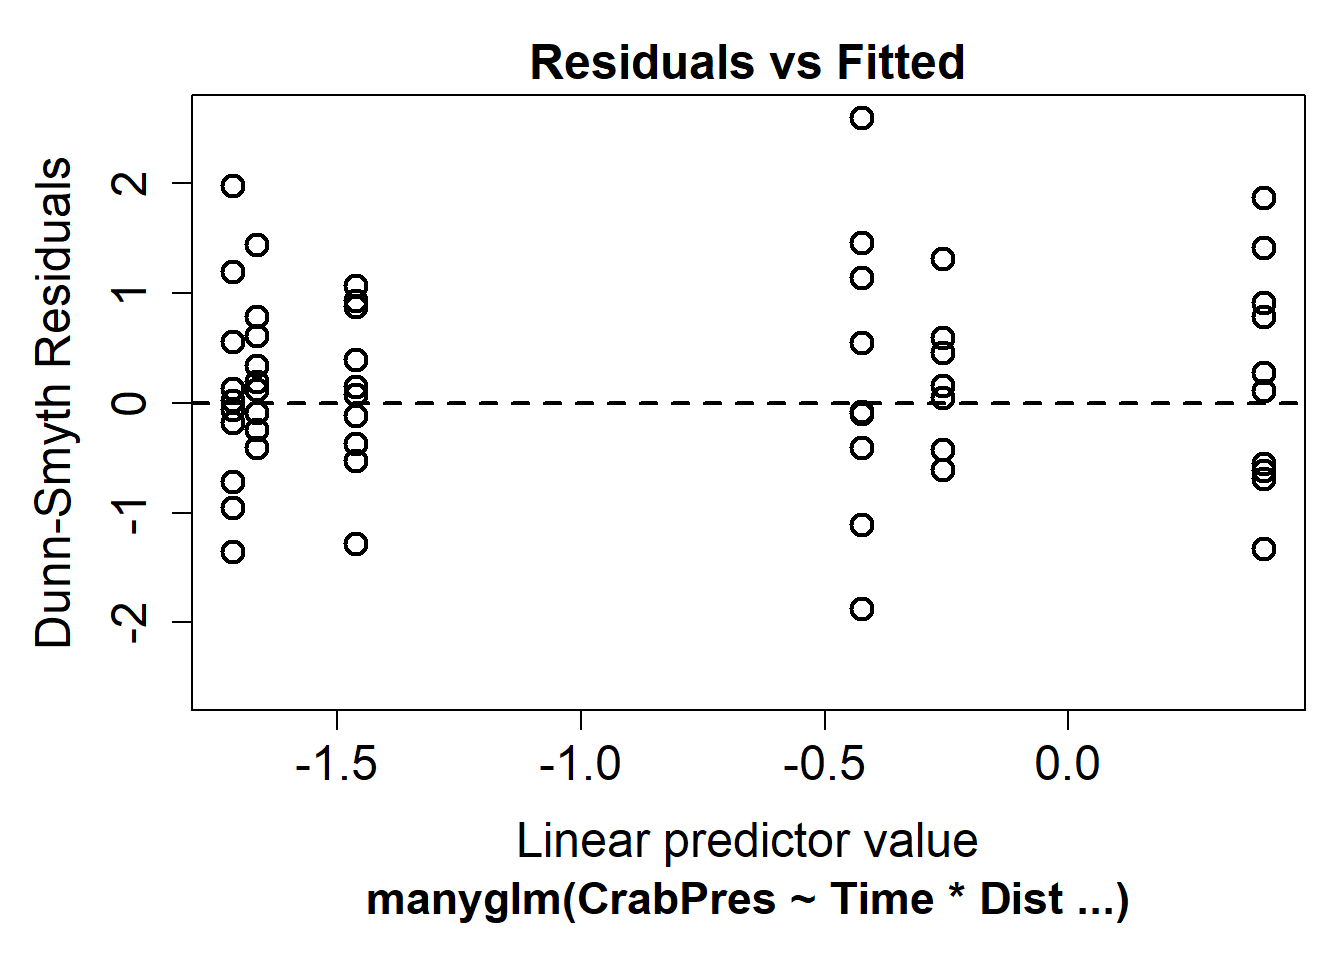 Residuals vs Fitted
Dunn-Smyth Residuals
2
1
0
-1
-2
-1.5 -1.0 -0.5 0.0
Linear predictor value
manyglm(CrabPres ~ Time * Dist ...)